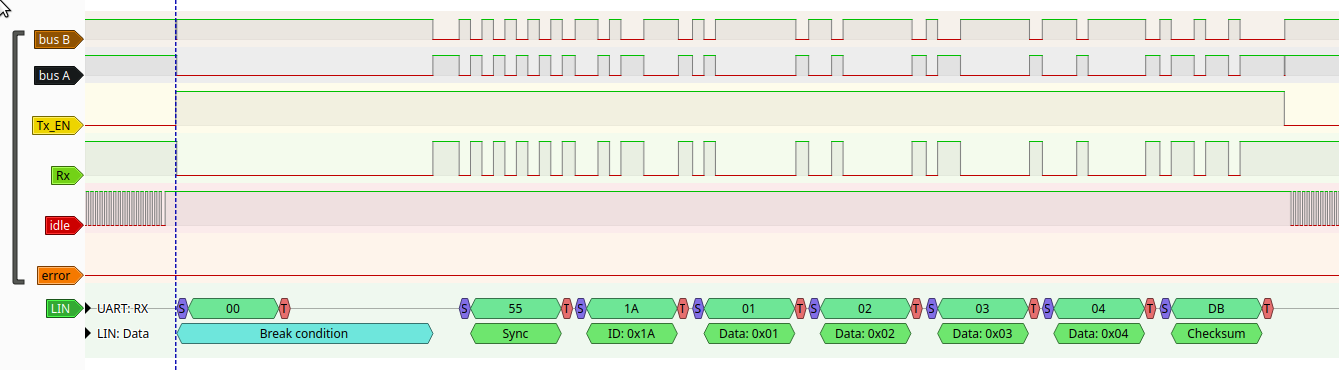 bus B
bus A
Tx_EN
Rx
idle
error
LIN UART: RX S 00 T S 55 T S 1A T S 01 T S 02 T S 03 T S 04 T S DB T
LIN: Data Break condition Sync ID: 0x1A Data: 0x01 Data: 0x02 Data: 0x03 Data: 0x04 Checksum